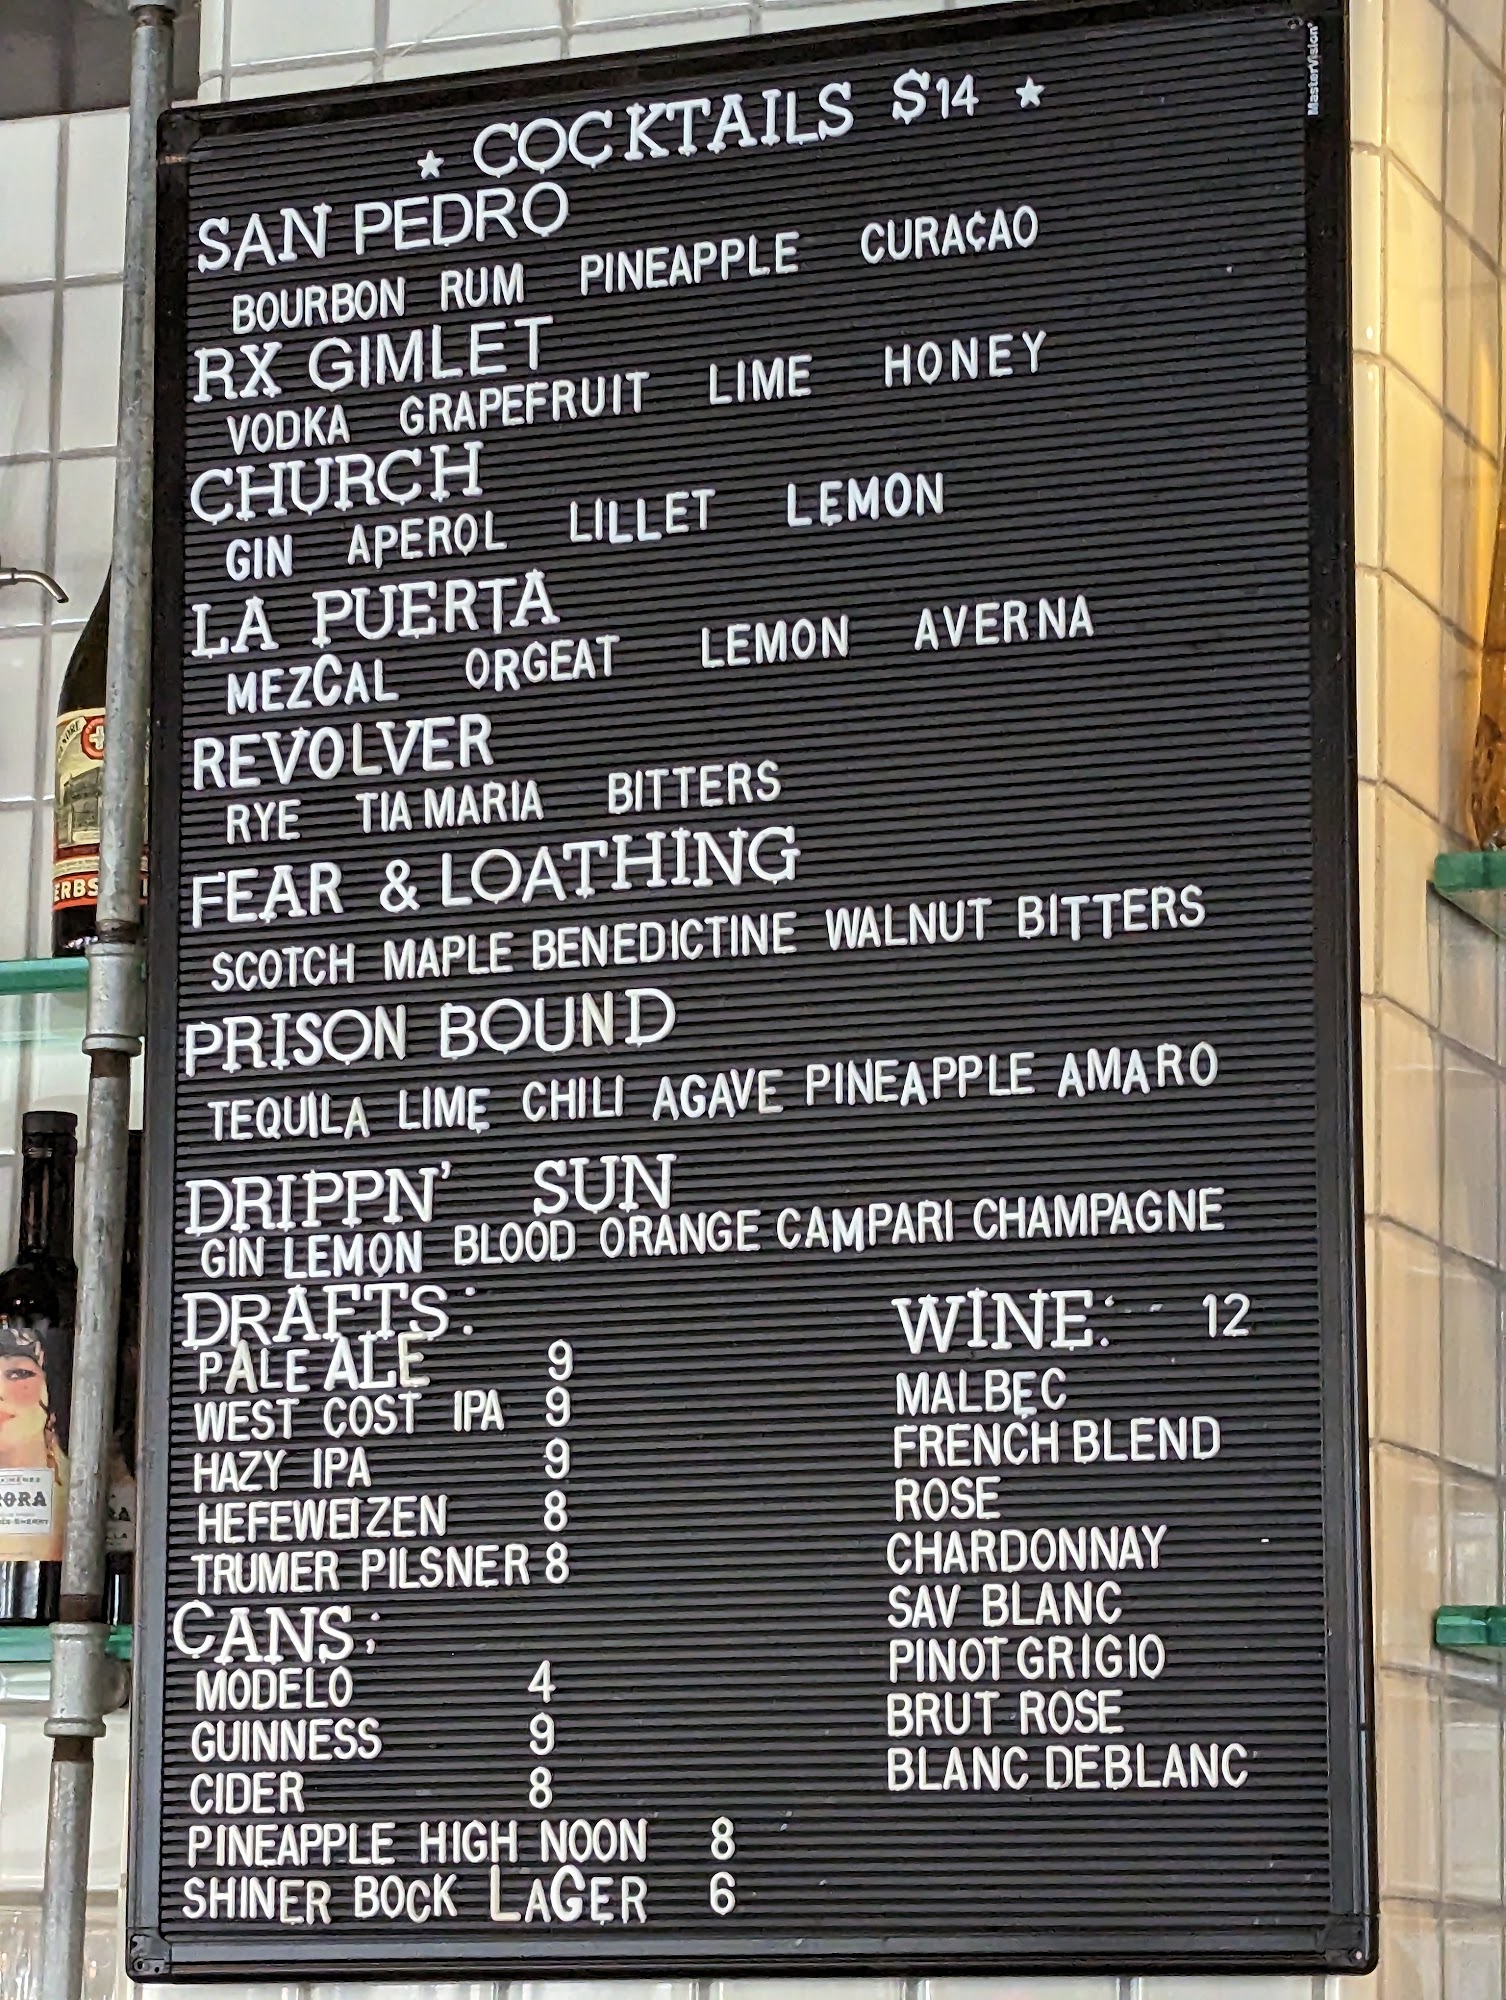 MasterVision
★ COCKTAILS $14 ★
SAN PEDRO
BOURBON RUM PINEAPPLE CURAÇAO
RX GIMLET
VODKA GRAPEFRUIT LIME HONEY
CHURCH
GIN APEROL LILLET LEMON
LA PUERTA
MEZCAL ORGEAT LEMON AVERNA
REVOLVER
RYE TIA MARIA BITTERS
FEAR & LOATHING
SCOTCH MAPLE BENEDICTINE WALNUT BITTERS
PRISON BOUND
TEQUILA LIME CHILI AGAVE PINEAPPLE AMARO
DRIPPN' SUN
GIN LEMON BLOOD ORANGE CAMPARI CHAMPAGNE
DRAFTS:
PALE ALE 9
WEST COST IPA 9
HAZY IPA 9
HEFEWEIZEN 8
TRUMER PILSNER 8
CANS:
MODELO 4
GUINNESS 9
CIDER 8
PINEAPPLE HIGH NOON 8
SHINER BOCK LAGER 6
WINE: 12
MALBEC
FRENCH BLEND
ROSE
CHARDONNAY
SAV BLANC
PINOT GRIGIO
BRUT ROSE
BLANC DEBLANC